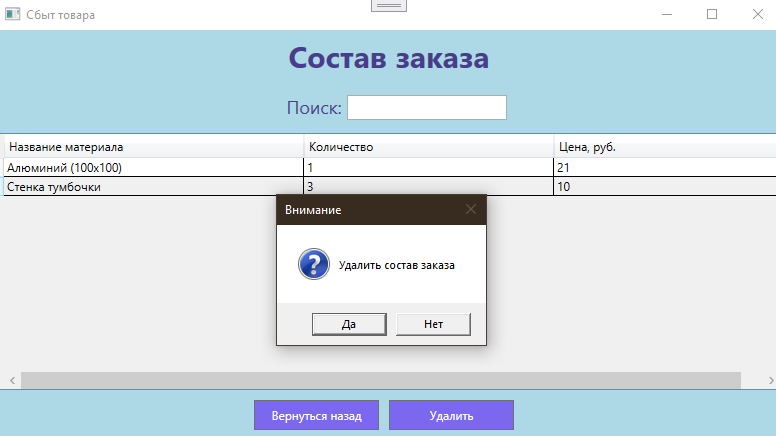 Сбыт товара
Состав заказа
Поиск:
Название материала Количество Цена, руб.
Алюминий (100x100) 1 21
Стенка тумбочки 3 10
Внимание
Удалить состав заказа
Да Нет
Вернуться назад Удалить